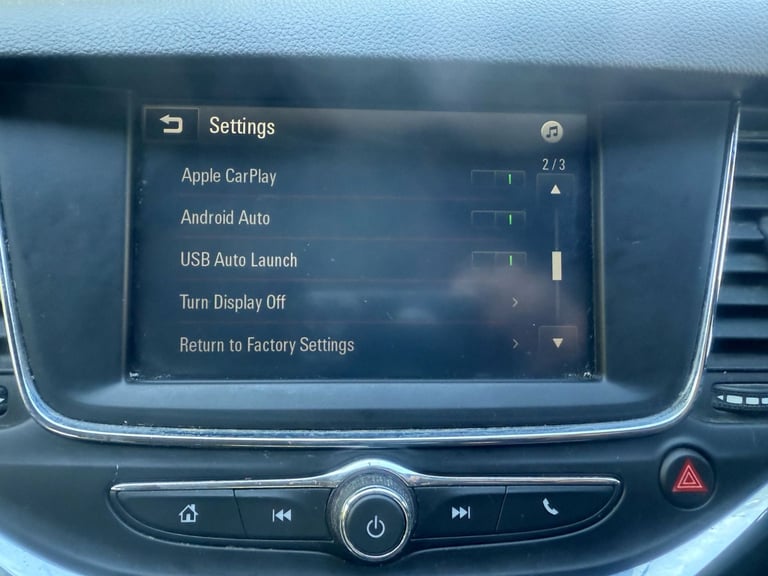 Settings
2/3
Apple CarPlay
Android Auto
USB Auto Launch
Turn Display Off
Return to Factory Settings